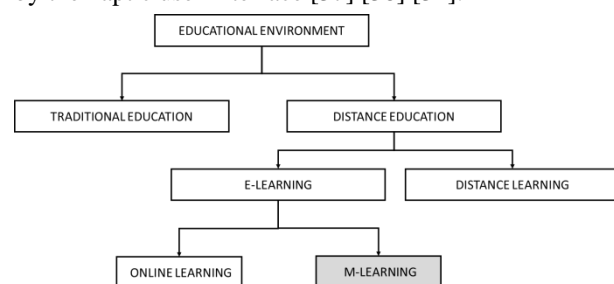 EDUCATIONAL ENVIRONMENT
TRADITIONAL EDUCATION
DISTANCE EDUCATION
E-LEARNING
DISTANCE LEARNING
ONLINE LEARNING
M-LEARNING